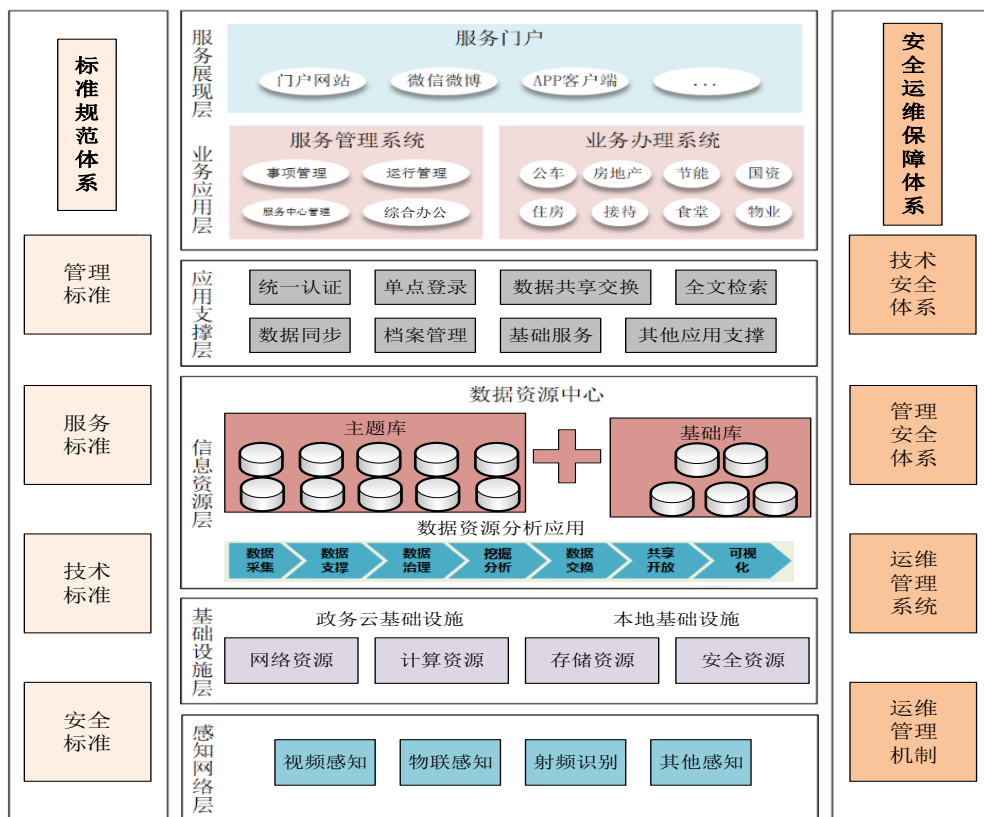 标准规范体系
管理
标准
服务
标准
技术
标准
安全
标准
服务展现层
服务门户
门户网站
微信微博
APP客户端
...
业务应用层
服务管理系统
事项管理
运行管理
服务中心管理
综合办公
业务办理系统
公车
房地产
节能
国资
住房
接待
食堂
物业
应用支撑层
统一认证
单点登录
数据共享交换
全文检索
数据同步
档案管理
基础服务
其他应用支撑
信息资源层
数据资源中心
主题库
基础库
数据资源分析应用
数据
采集
数据
支撑
数据
治理
挖掘
分析
数据
交换
共享
开放
可视
化
基础设施层
政务云基础设施
本地基础设施
网络资源
计算资源
存储资源
安全资源
感知网络层
视频感知
物联感知
射频识别
其他感知
安全运维保障体系
技术
安全
体系
管理
安全
体系
运维
管理
系统
运维
管理
机制